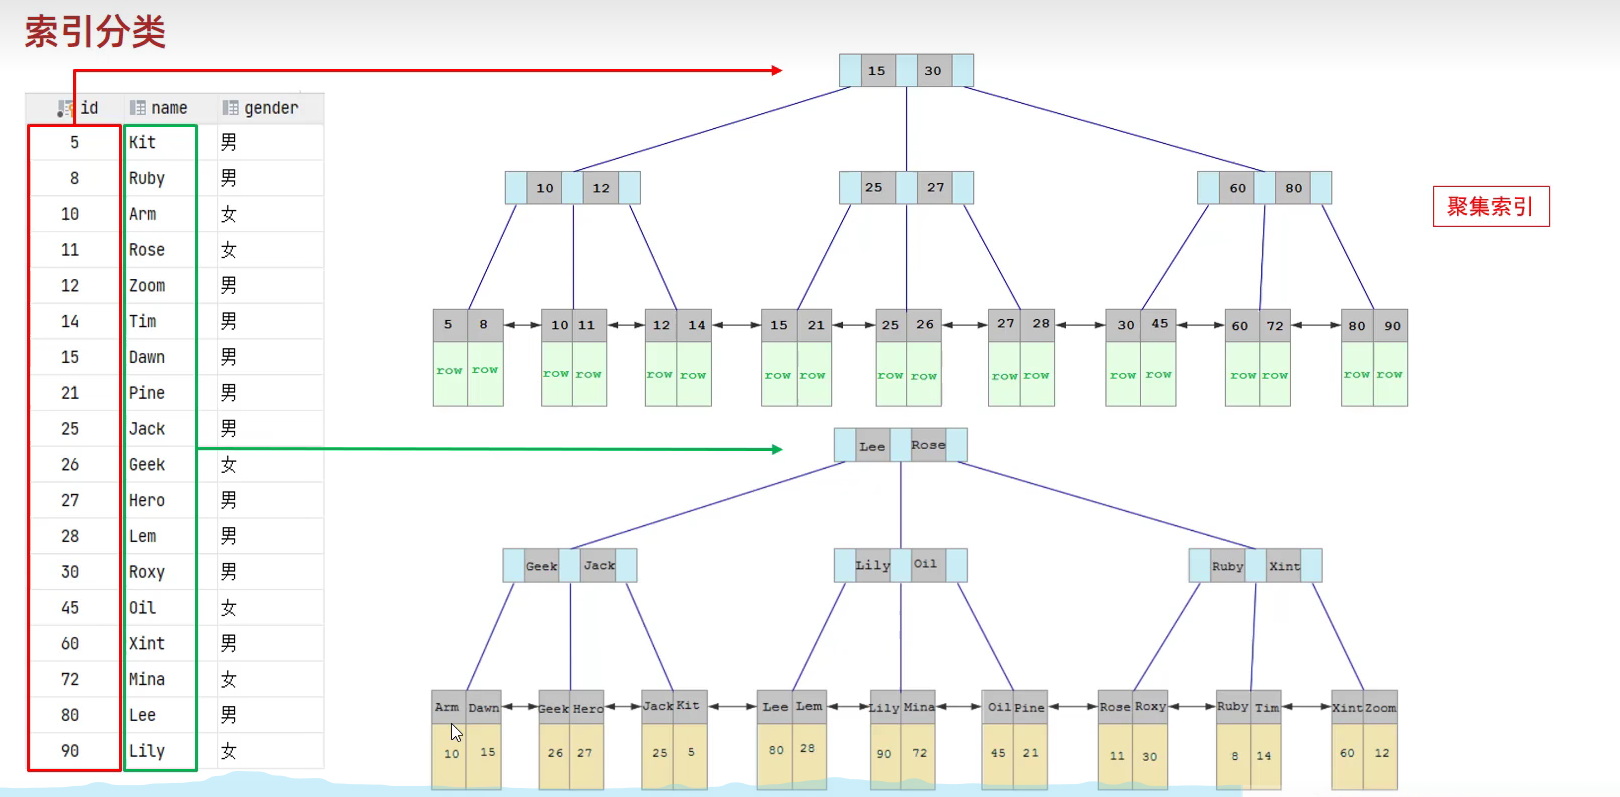 索引分类
id name gender
5 Kit 男
8 Ruby 男
10 Arm 女
11 Rose 女
12 Zoom 男
14 Tim 男
15 Dawn 男
21 Pine 男
25 Jack 男
26 Geek 女
27 Hero 男
28 Lem 男
30 Roxy 男
45 Oil 女
60 Xint 男
72 Mina 女
80 Lee 男
90 Lily 女
15 30
10 12 25 27 60 80
聚集索引
5 8 10 11 12 14 15 21 25 26 27 28 30 45 60 72 80 90
row row row row row row row row row row row row row row row row row row
Lee Rose
Geek Jack Lily Oil Ruby Xint
Arm Dawn Geek Hero Jack Kit Lee Lem Lily Mina Oil Pine Rose Roxy Ruby Tim Xint Zoom
10 15 26 27 25 5 80 28 90 72 45 21 11 30 8 14 60 12